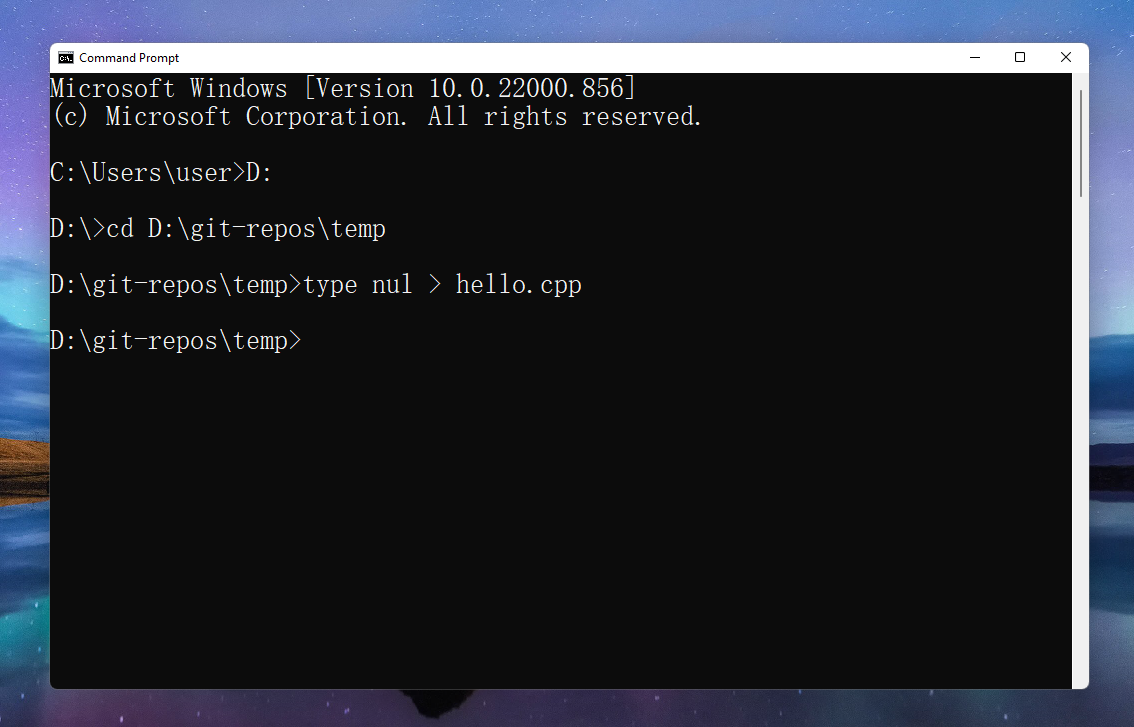 Command Prompt
Microsoft Windows [Version 10.0.22000.856]
(c) Microsoft Corporation. All rights reserved.
C:\Users\user>D:
D:\>cd D:\git-repos\temp
D:\git-repos\temp>type nul > hello.cpp
D:\git-repos\temp>